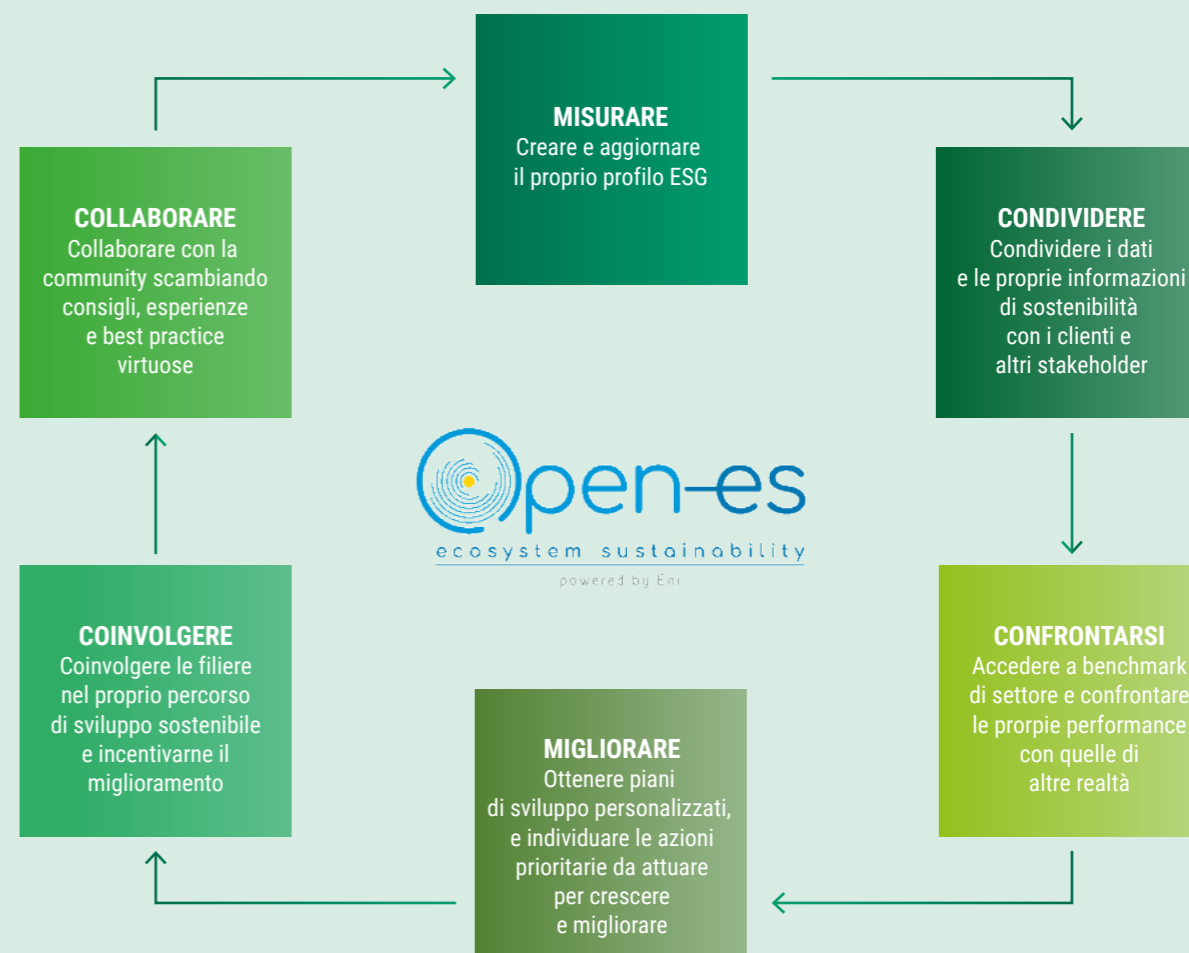 MISURARE
Creare e aggiornare
il proprio profilo ESG
CONDIVIDERE
Condividere i dati
e le proprie informazioni
di sostenibilità
con i clienti e
altri stakeholder
CONFRONTARSI
Accedere a benchmark
di settore e confrontare
le prorpie performance
con quelle di
altre realtà
MIGLIORARE
Ottenere piani
di sviluppo personalizzati,
e individuare le azioni
prioritarie da attuare
per crescere
e migliorare
COINVOLGERE
Coinvolgere le filiere
nel proprio percorso
di sviluppo sostenibile
e incentivarne il
miglioramento
COLLABORARE
Collaborare con la
community scambiando
consigli, esperienze
e best practice
virtuose
Open-es
ecosystem sustainability
powered by Eni